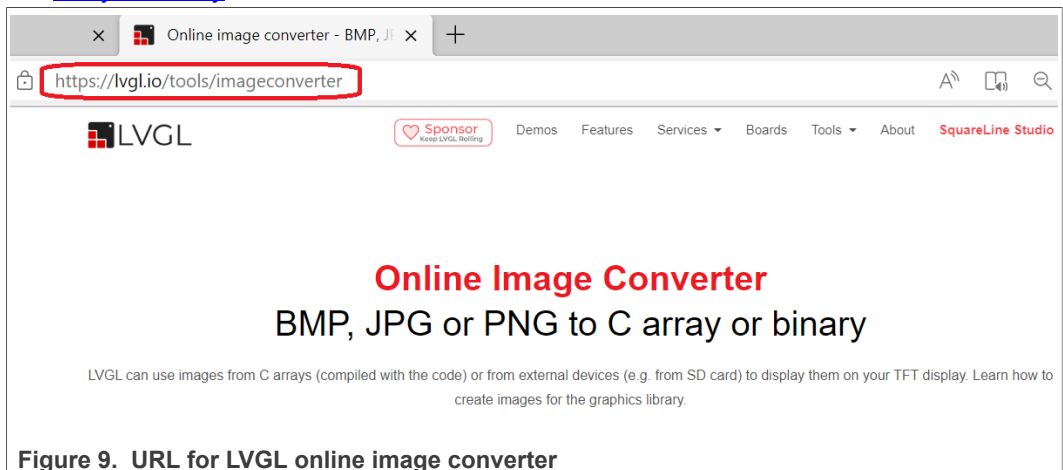 Online image converter - BMP, J
https://lvgl.io/tools/imageconverter
LVGL
Sponsor
Keep LVGL Rolling
Demos Features Services Boards Tools About SquareLine Studio
Online Image Converter
BMP, JPG or PNG to C array or binary
LVGL can use images from C arrays (compiled with the code) or from external devices (e.g. from SD card) to display them on your TFT display. Learn how to
create images for the graphics library.
Figure 9. URL for LVGL online image converter